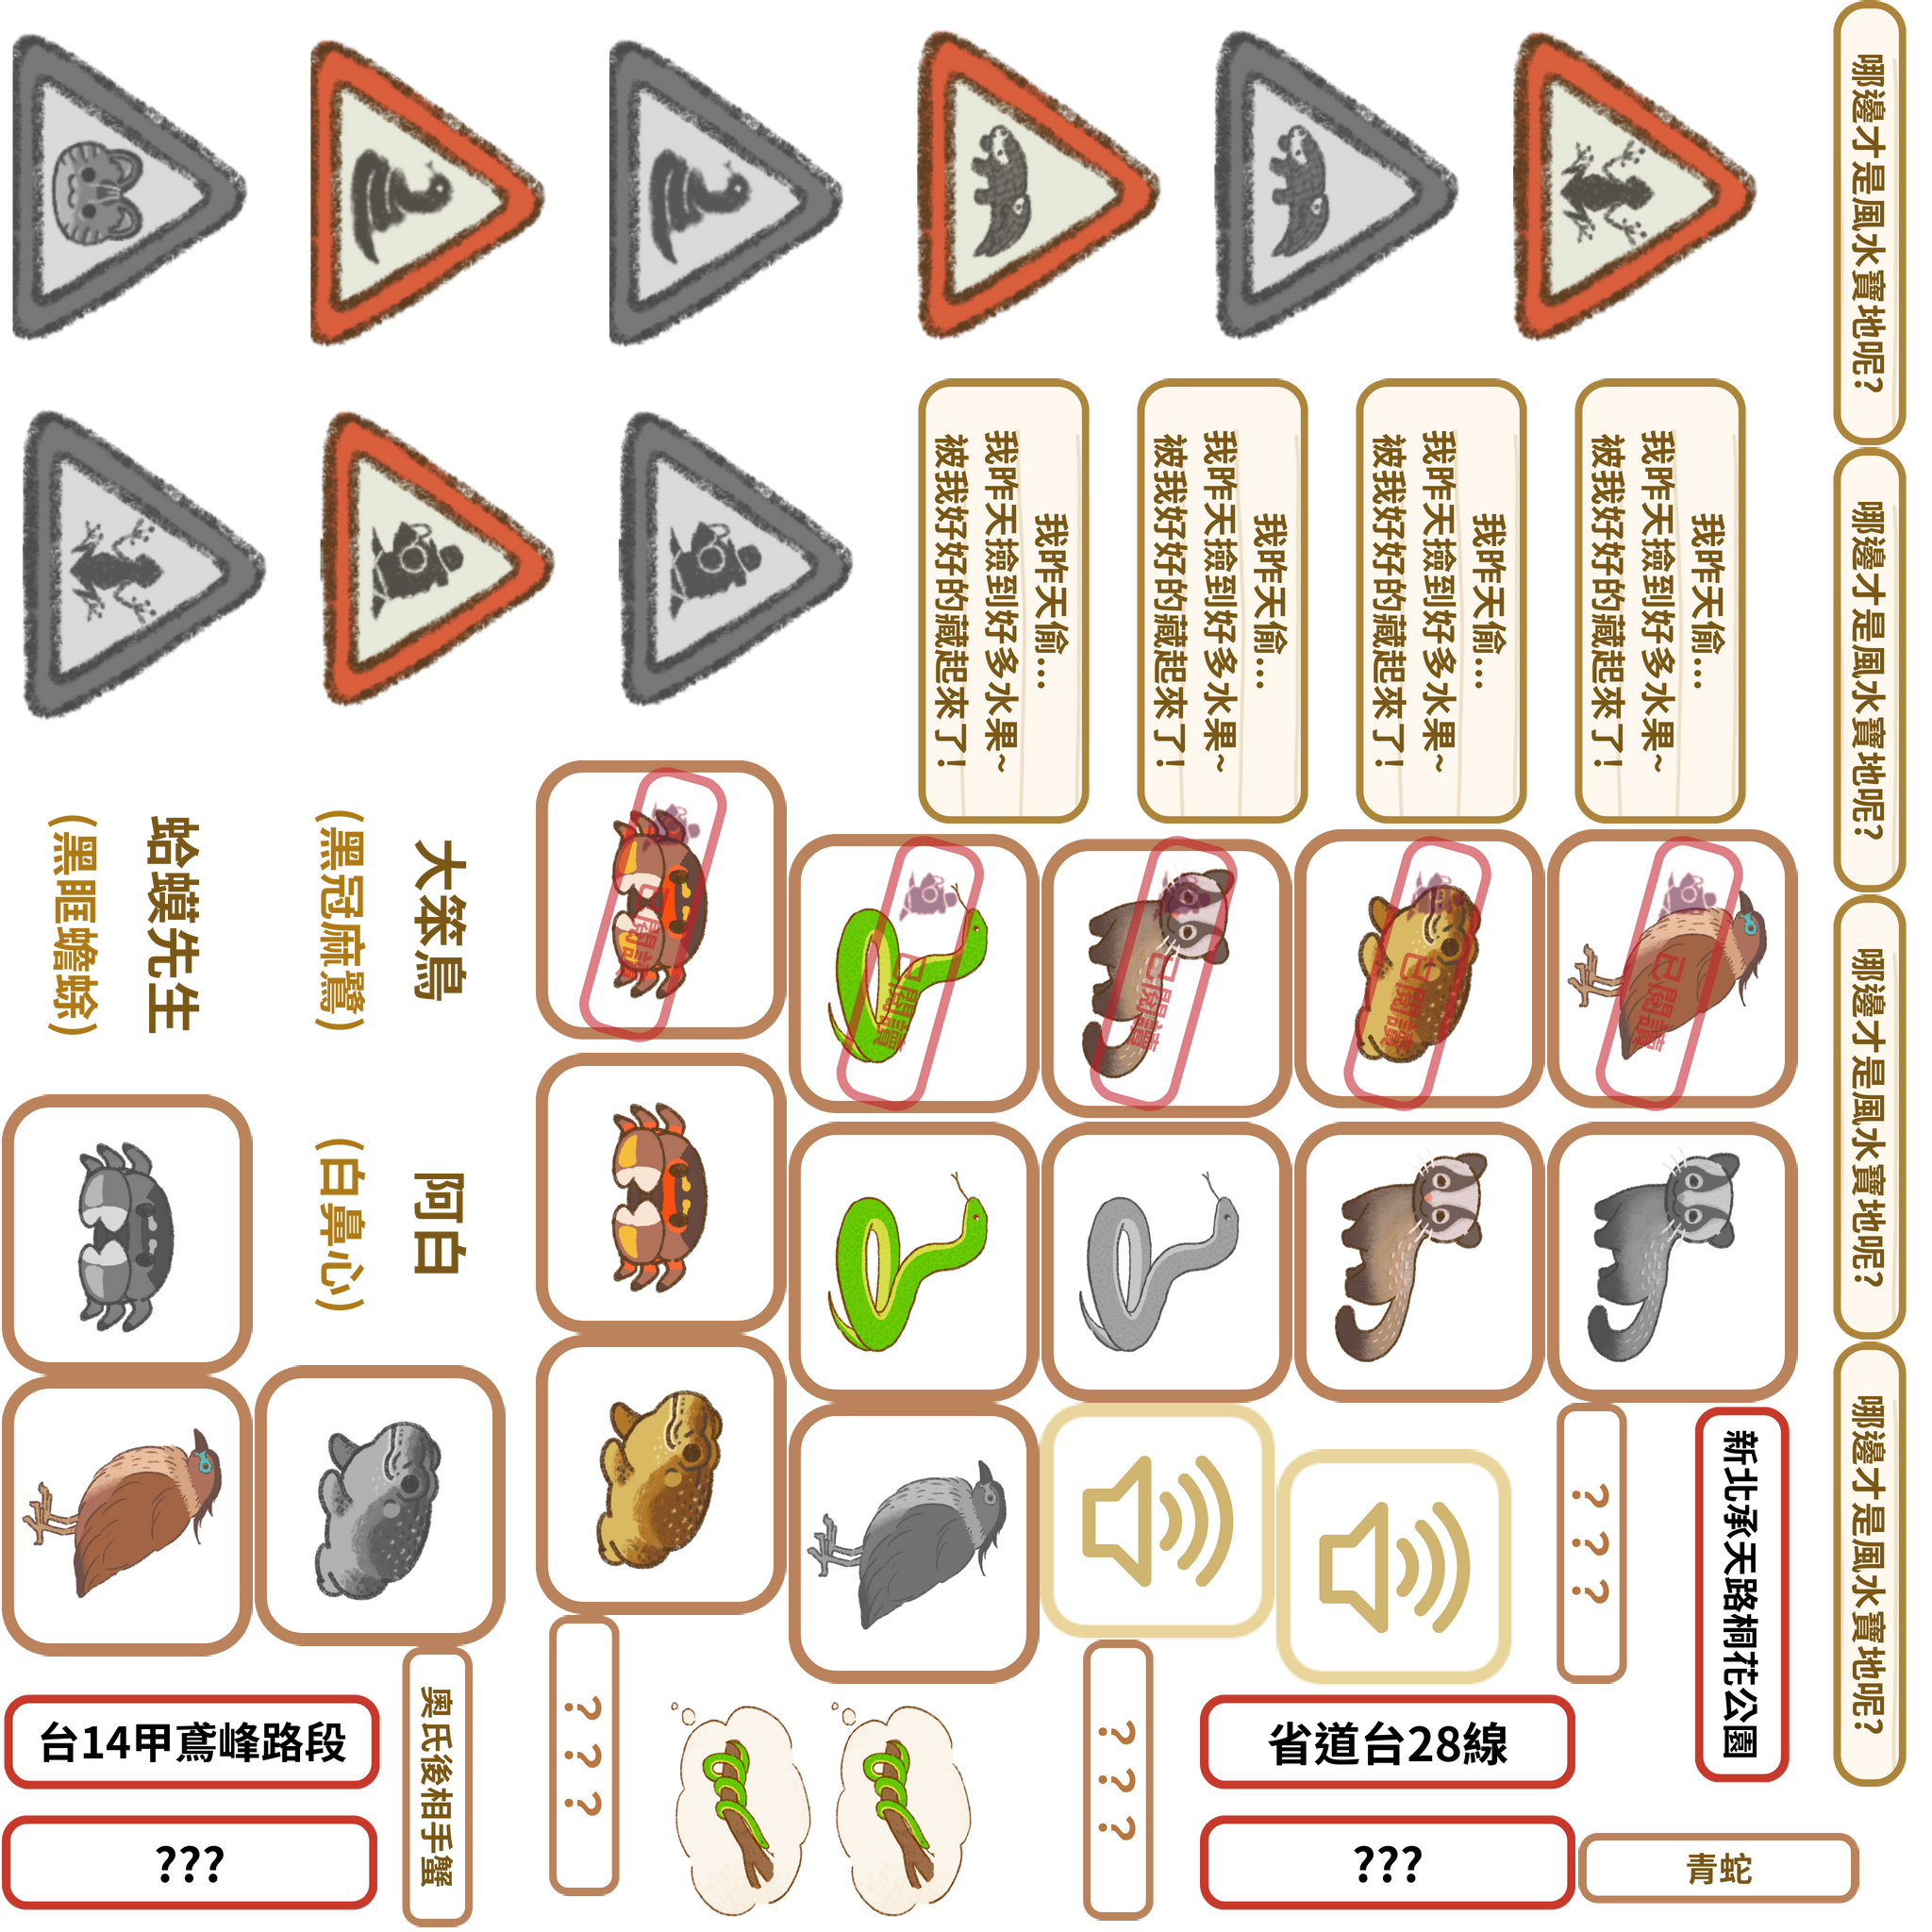 哪邊才是風水寶地呢?
哪邊才是風水寶地呢?
哪邊才是風水寶地呢?
哪邊才是風水寶地呢?
我昨天偷...
我昨天撿到好多水果~
被我好好的藏起來了!
我昨天偷...
我昨天撿到好多水果~
被我好好的藏起來了!
我昨天偷...
我昨天撿到好多水果~
被我好好的藏起來了!
我昨天偷...
我昨天撿到好多水果~
被我好好的藏起來了!
大笨鳥
(黑冠麻鷺)
蛤蟆先生
(黑眶蟾蜍)
阿白
(白鼻心)
已閱讀
已閱讀
已閱讀
已閱讀
已閱讀
新北承天路桐花公園
???
???
???
奧氏後相手蟹
台14甲鳶峰路段
???
省道台28線
???
青蛇